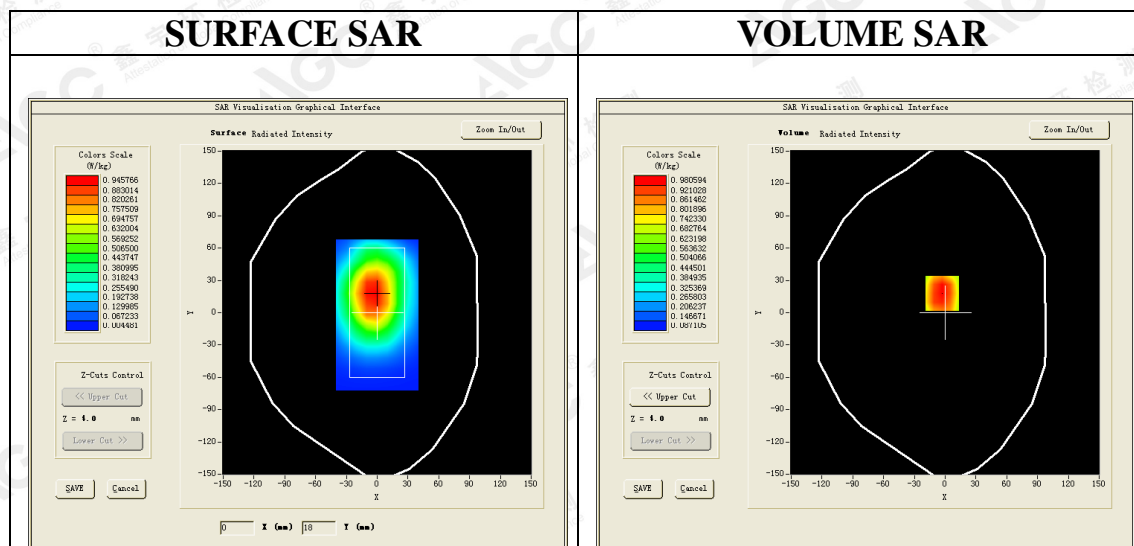 SURFACE SAR
VOLUME SAR
SAR Visualisation Graphical Interface
Surface Radiated Intensity
Zoom In/Out
Colors Scale
(W/kg)
0.945766
0.883014
0.820261
0.757509
0.694757
0.632004
0.569252
0.506500
0.443747
0.380995
0.318243
0.255490
0.192738
0.129985
0.067233
0.004481
150
120
90
60
30
0
-30
-60
-90
-120
-150
Y
-150 -120 -90 -60 -30 0 30 60 90 120 150
X
Z-Cuts Control
<< Upper Cut
Z = 4.0 mm
Lower Cut >>
SAVE
Cancel
0 X (mm) 18 Y (mm)
SAR Visualisation Graphical Interface
Volume Radiated Intensity
Zoom In/Out
Colors Scale
(W/kg)
0.980594
0.921028
0.861462
0.801896
0.742330
0.682764
0.623198
0.563632
0.504066
0.444501
0.384935
0.325369
0.265803
0.206237
0.146671
0.087105
150
120
90
60
30
0
-30
-60
-90
-120
-150
Y
-150 -120 -90 -60 -30 0 30 60 90 120 150
X
Z-Cuts Control
<< Upper Cut
Z = 4.0 mm
Lower Cut >>
SAVE
Cancel